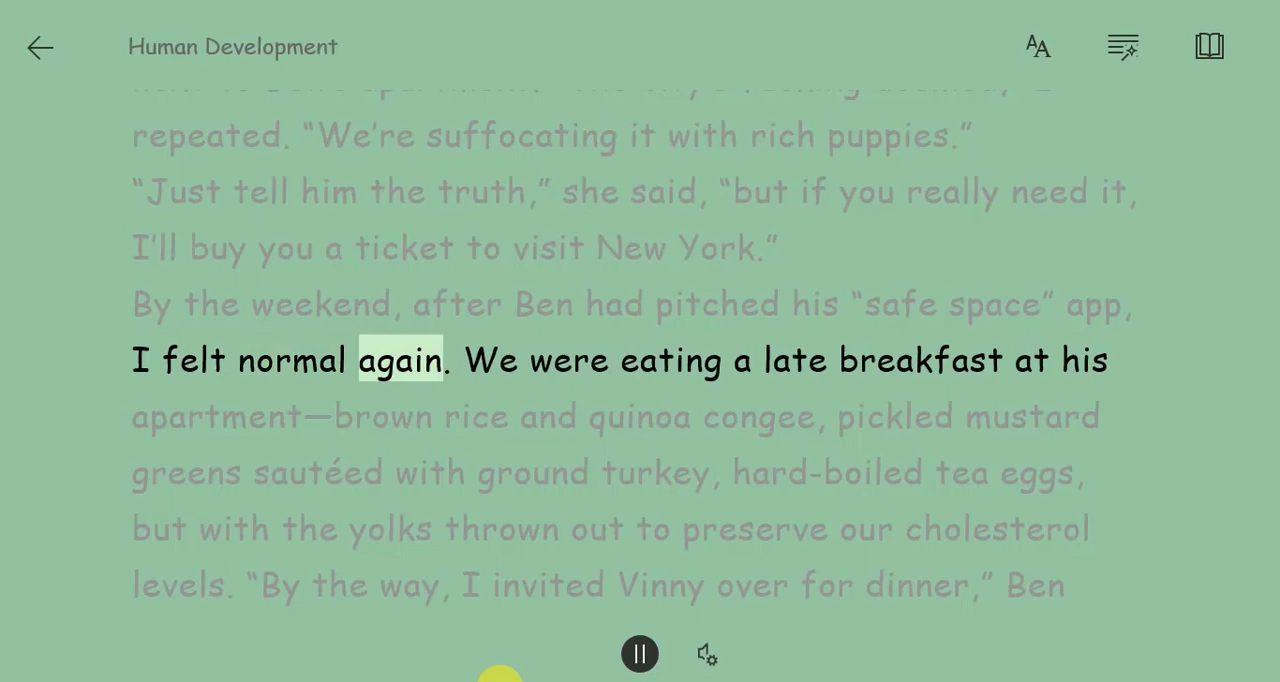 Human Development
repeated. “We’re suffocating it with rich puppies.”
“Just tell him the truth,” she said, “but if you really need it,
I’ll buy you a ticket to visit New York.”
By the weekend, after Ben had pitched his “safe space” app,
I felt normal again. We were eating a late breakfast at his
apartment—brown rice and quinoa congee, pickled mustard
greens sautéed with ground turkey, hard-boiled tea eggs,
but with the yolks thrown out to preserve our cholesterol
levels. “By the way, I invited Vinny over for dinner,” Ben